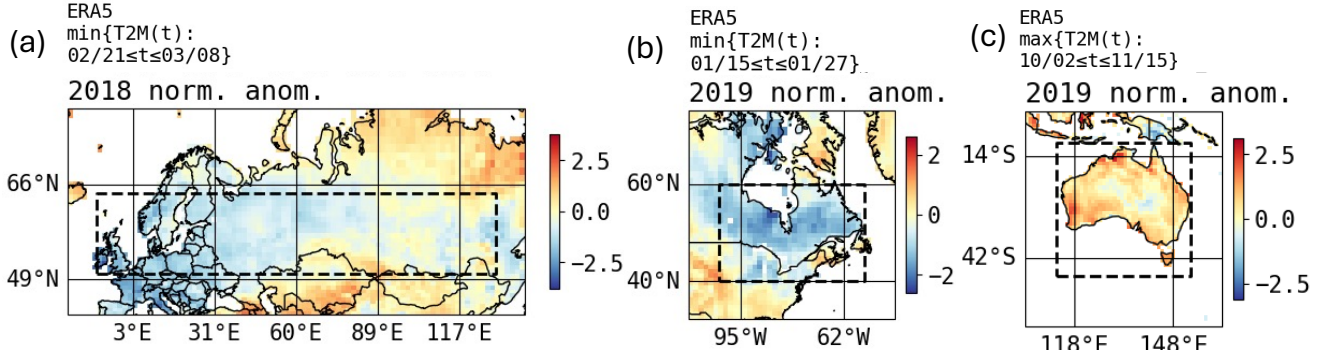 (a)
ERA5
min{T2M(t):
02/21≤t≤03/08}
2018 norm. anom.
66°N
49°N
3°E 31°E 60°E 89°E 117°E
2.5
0.0
−2.5
(b)
ERA5
min{T2M(t):
01/15≤t≤01/27}
2019 norm. anom.
60°N
40°N
95°W 62°W
2
0
−2
(c)
ERA5
max{T2M(t):
10/02≤t≤11/15}
2019 norm. anom.
14°S
42°S
118°E 148°E
2.5
0.0
−2.5